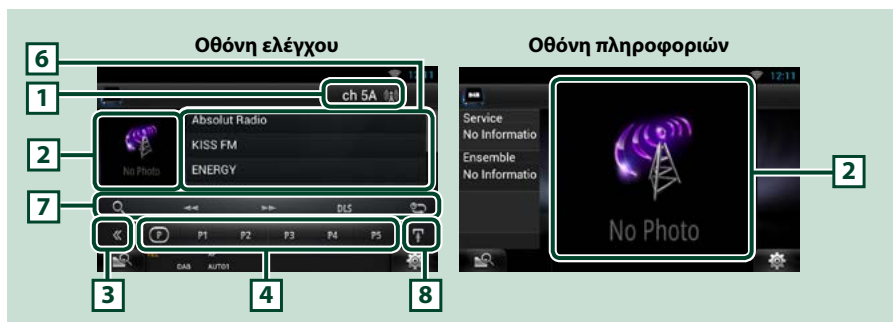 Οθόνη ελέγχου
Οθόνη πληροφοριών
6
12:11
1
ch 5A
Absolut Radio
2
KISS FM
No Photo
ENERGY
7
DLS
P P1 P2 P3 P4 P5
DAB AUTO1
3
4
8
12:11
DAB
Service
No Informatio
Ensemble
No Informatio
2
No Photo